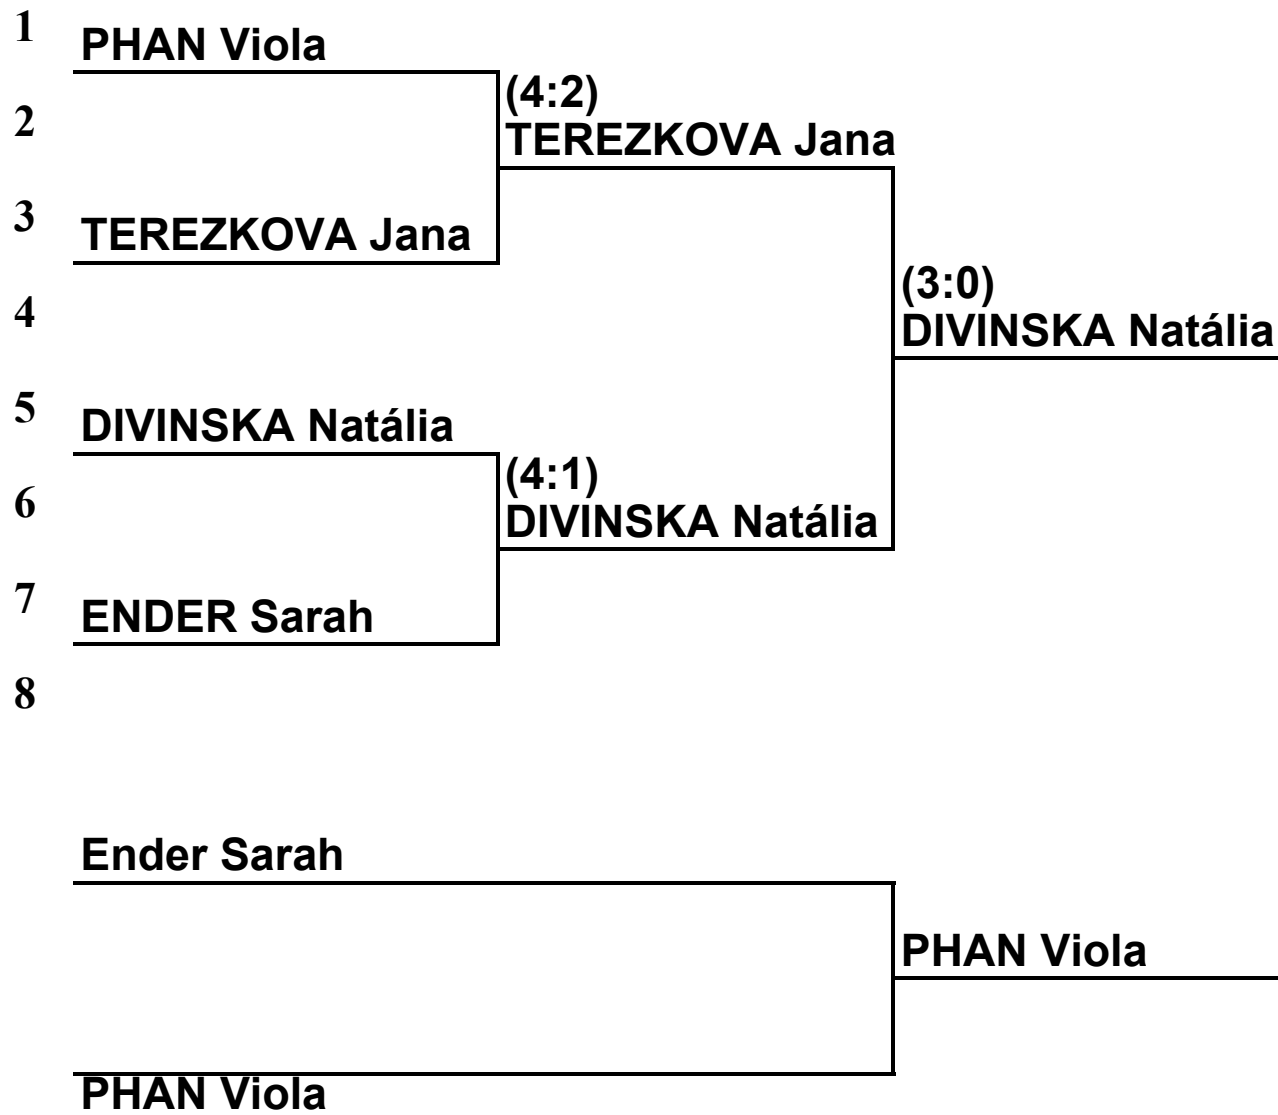 1
PHAN Viola
(4:2)
2
TEREZKOVA Jana
3
TEREZKOVA Jana
(3:0)
4
DIVINSKA Natália
5
DIVINSKA Natália
(4:1)
6
DIVINSKA Natália
7
ENDER Sarah
8
Ender Sarah
PHAN Viola
PHAN Viola